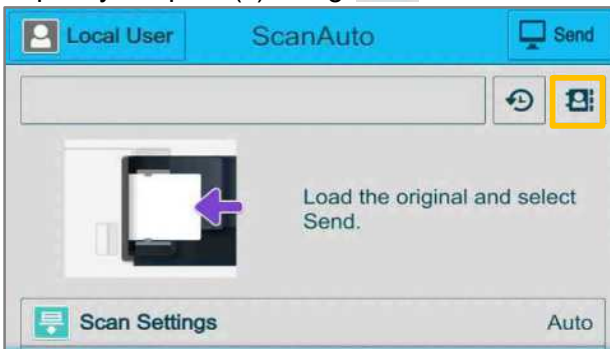 Local User
ScanAuto
Send
Load the original and select
Send.
Scan Settings
Auto